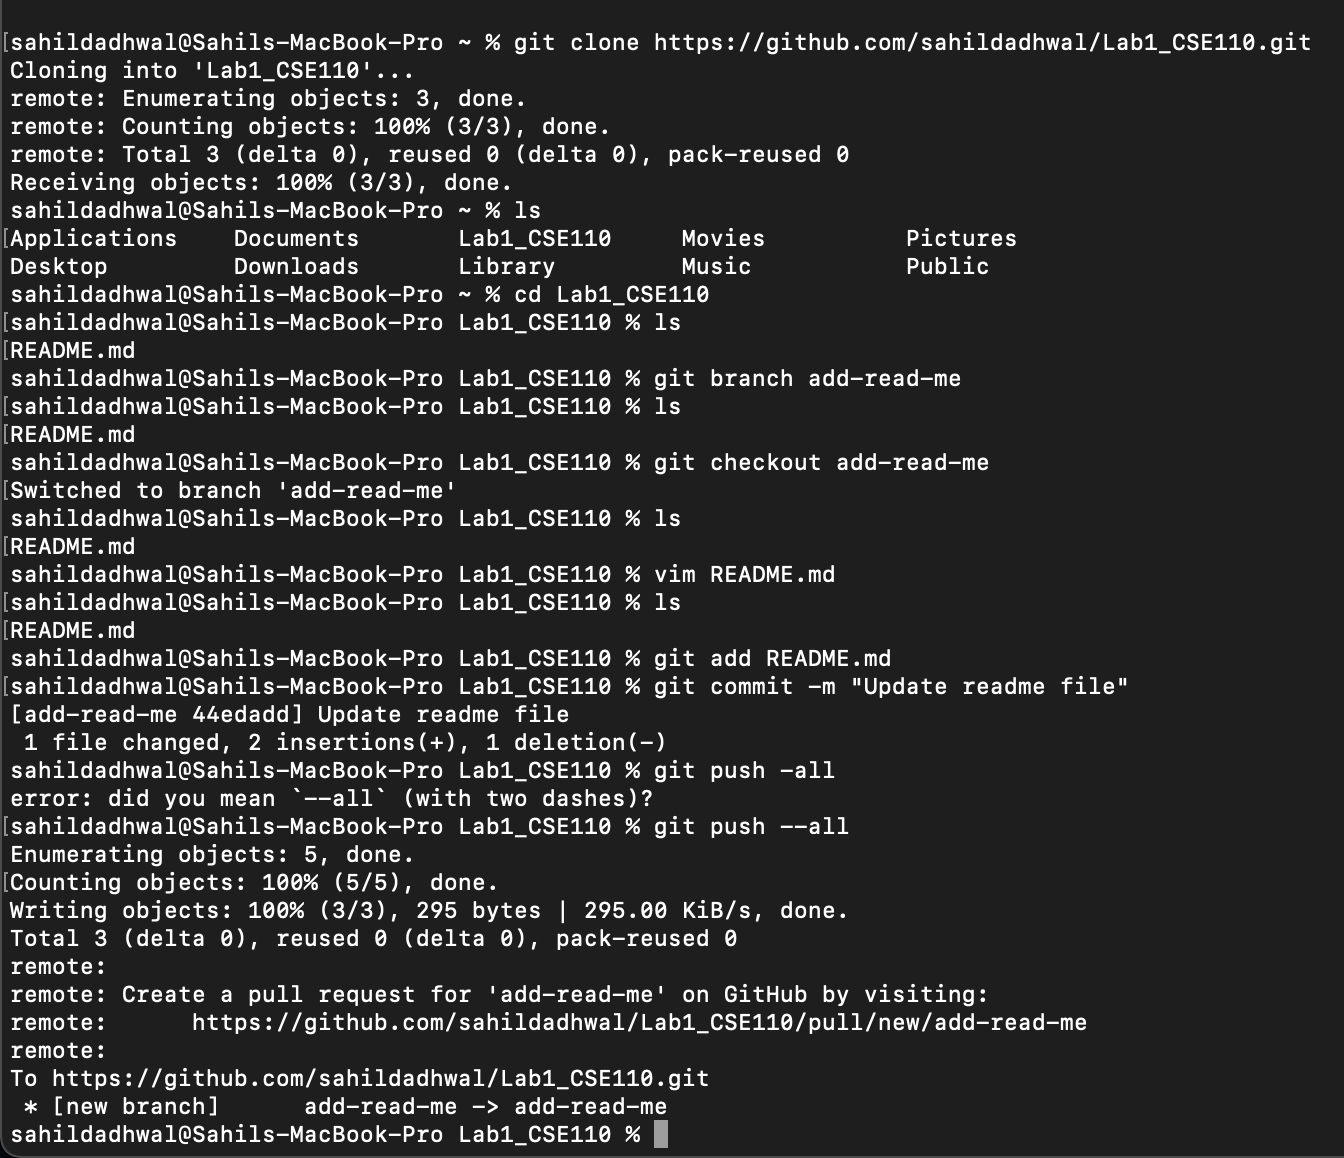 [sahildadhwal@Sahils-MacBook-Pro ~ % git clone https://github.com/sahildadhwal/Lab1_CSE110.git
Cloning into 'Lab1_CSE110'...
remote: Enumerating objects: 3, done.
remote: Counting objects: 100% (3/3), done.
remote: Total 3 (delta 0), reused 0 (delta 0), pack-reused 0
Receiving objects: 100% (3/3), done.
sahildadhwal@Sahils-MacBook-Pro ~ % ls
[Applications    Documents       Lab1_CSE110     Movies          Pictures
Desktop         Downloads       Library         Music           Public
sahildadhwal@Sahils-MacBook-Pro ~ % cd Lab1_CSE110
[sahildadhwal@Sahils-MacBook-Pro Lab1_CSE110 % ls
[README.md
sahildadhwal@Sahils-MacBook-Pro Lab1_CSE110 % git branch add-read-me
[sahildadhwal@Sahils-MacBook-Pro Lab1_CSE110 % ls
[README.md
sahildadhwal@Sahils-MacBook-Pro Lab1_CSE110 % git checkout add-read-me
[Switched to branch 'add-read-me'
sahildadhwal@Sahils-MacBook-Pro Lab1_CSE110 % ls
[README.md
sahildadhwal@Sahils-MacBook-Pro Lab1_CSE110 % vim README.md
[sahildadhwal@Sahils-MacBook-Pro Lab1_CSE110 % ls
[README.md
sahildadhwal@Sahils-MacBook-Pro Lab1_CSE110 % git add README.md
[sahildadhwal@Sahils-MacBook-Pro Lab1_CSE110 % git commit -m "Update readme file"
[add-read-me 44edadd] Update readme file
 1 file changed, 2 insertions(+), 1 deletion(-)
sahildadhwal@Sahils-MacBook-Pro Lab1_CSE110 % git push -all
error: did you mean `--all` (with two dashes)?
[sahildadhwal@Sahils-MacBook-Pro Lab1_CSE110 % git push --all
Enumerating objects: 5, done.
[Counting objects: 100% (5/5), done.
Writing objects: 100% (3/3), 295 bytes | 295.00 KiB/s, done.
Total 3 (delta 0), reused 0 (delta 0), pack-reused 0
remote:
remote: Create a pull request for 'add-read-me' on GitHub by visiting:
remote:      https://github.com/sahildadhwal/Lab1_CSE110/pull/new/add-read-me
remote:
To https://github.com/sahildadhwal/Lab1_CSE110.git
 * [new branch]      add-read-me -> add-read-me
sahildadhwal@Sahils-MacBook-Pro Lab1_CSE110 %